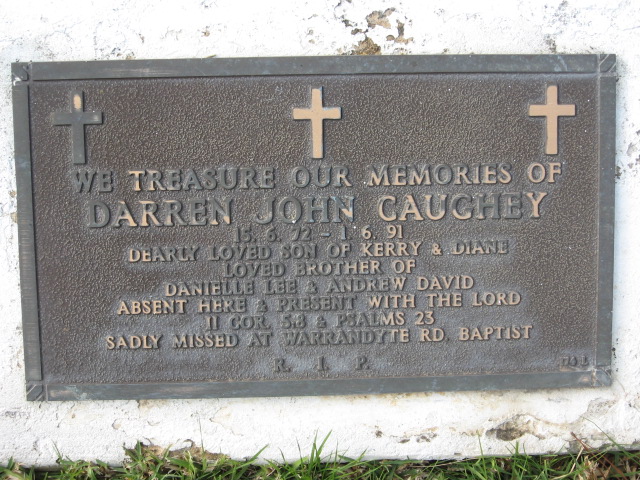 WE TREASURE OUR MEMORIES OF
DARREN JOHN CAUGHEY
15. 6. 72 - 1 6. 91
DEARLY LOVED SON OF KERRY & DIANE
LOVED BROTHER OF
DANIELLE LEE & ANDREW DAVID
ABSENT HERE & PRESENT WITH THE LORD
II COR. 5:8 & PSALMS 23
SADLY MISSED AT WARRANDYTE RD. BAPTIST
R. I. P.